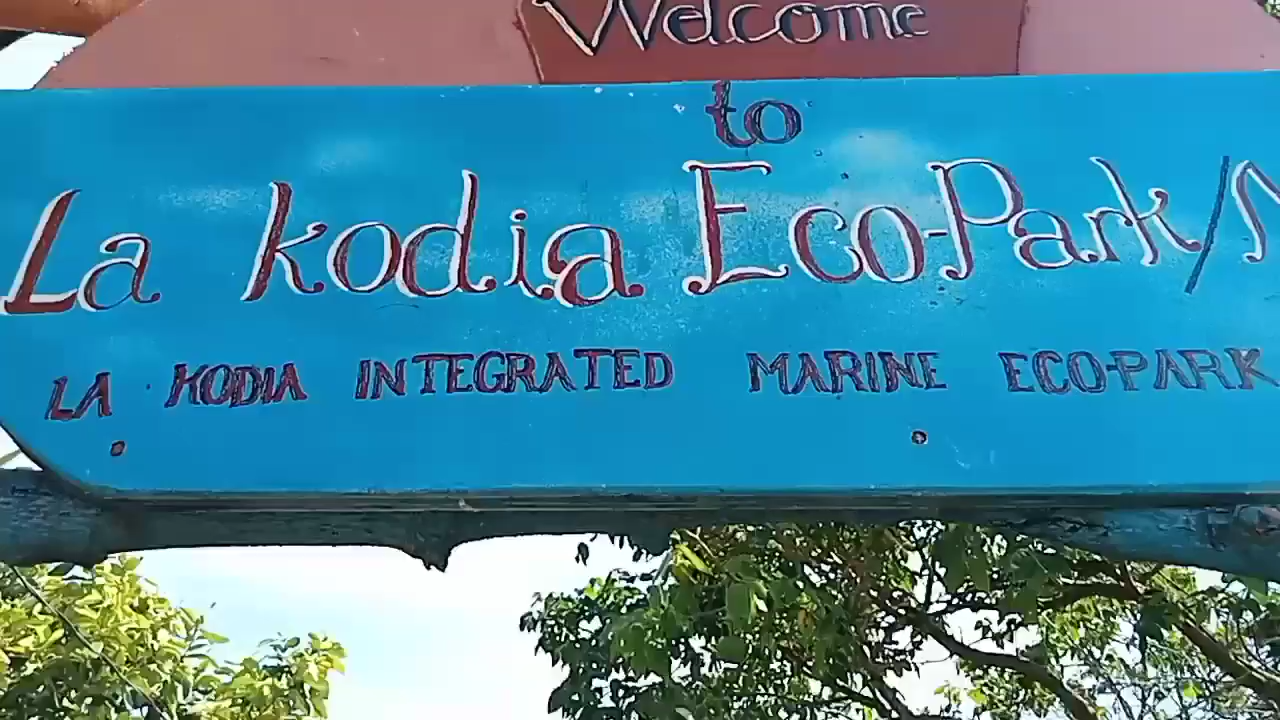 Welcome
to
La kodia Eco-Park/
LA KODIA INTEGRATED MARINE ECO-PARK